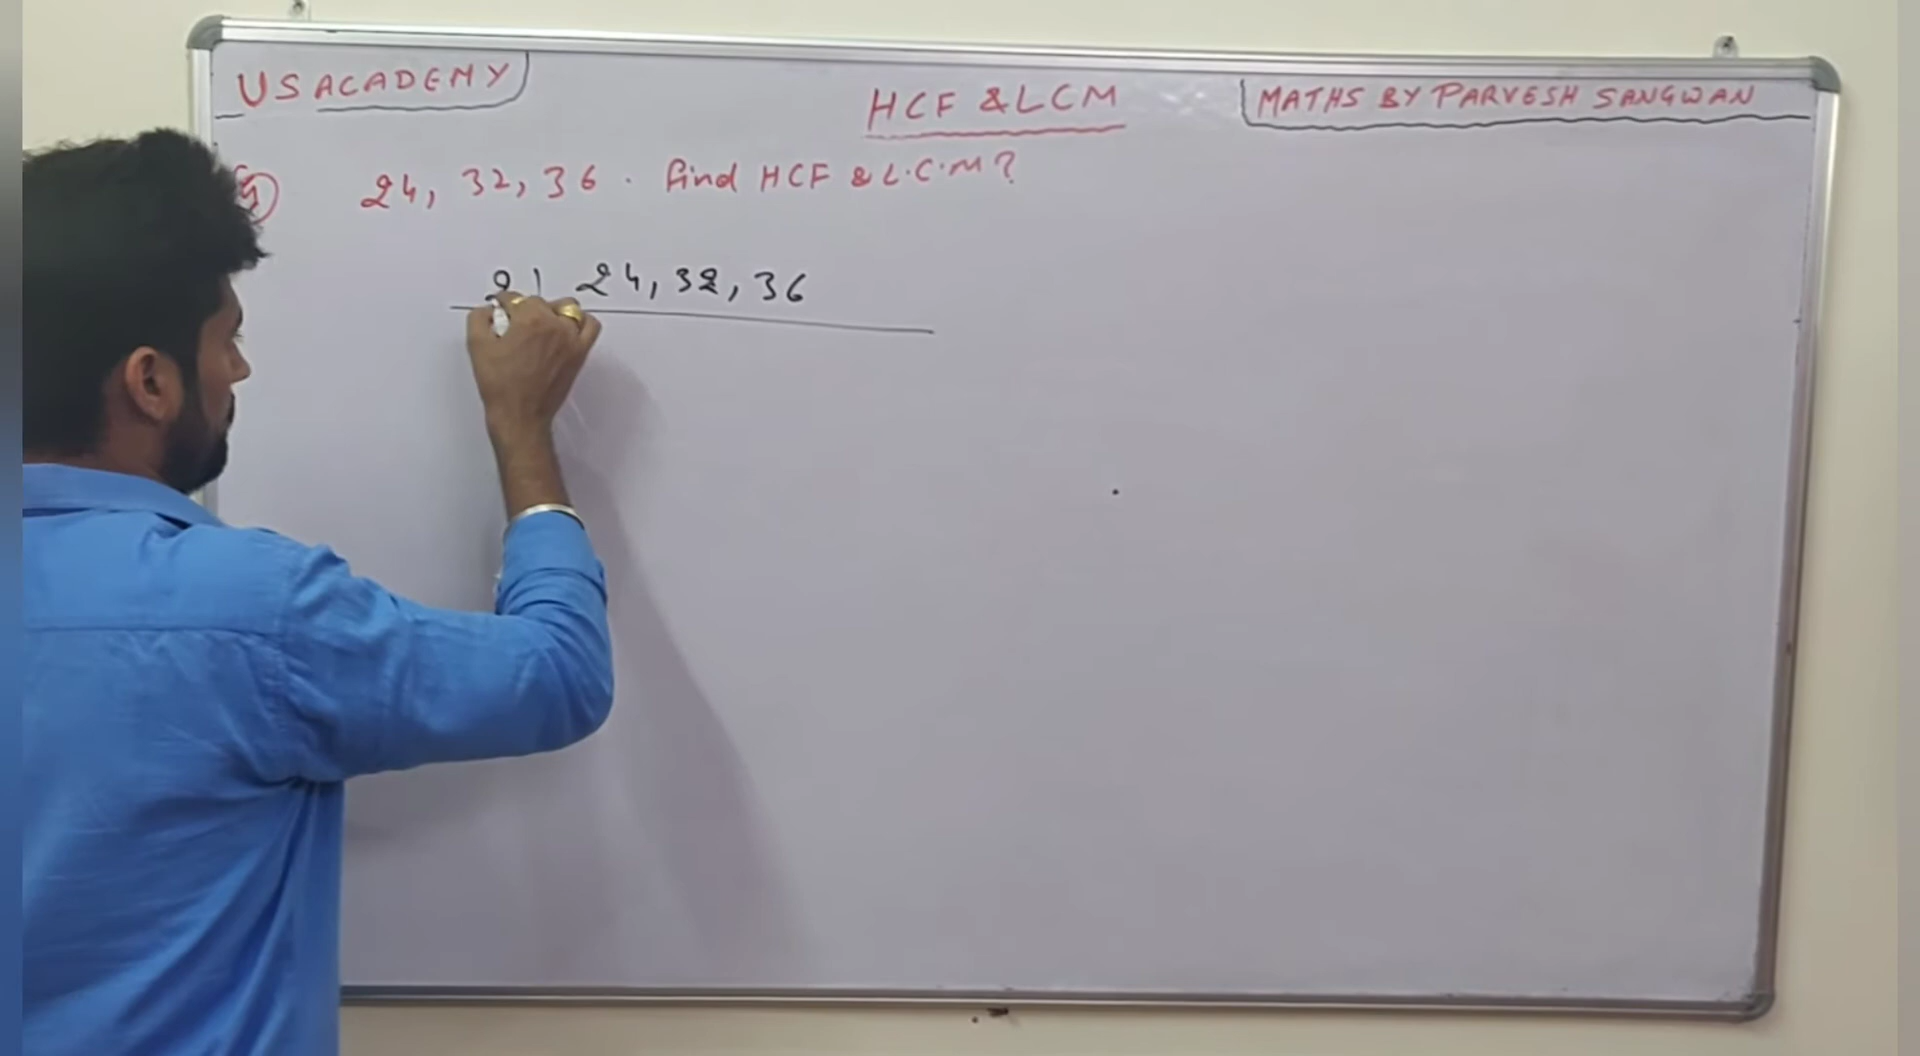 US ACADEMY
HCF & LCM
MATHS BY PARVESH SANGWAN
24, 32, 36 . find HCF & L.C.M?
2) 24, 32, 36